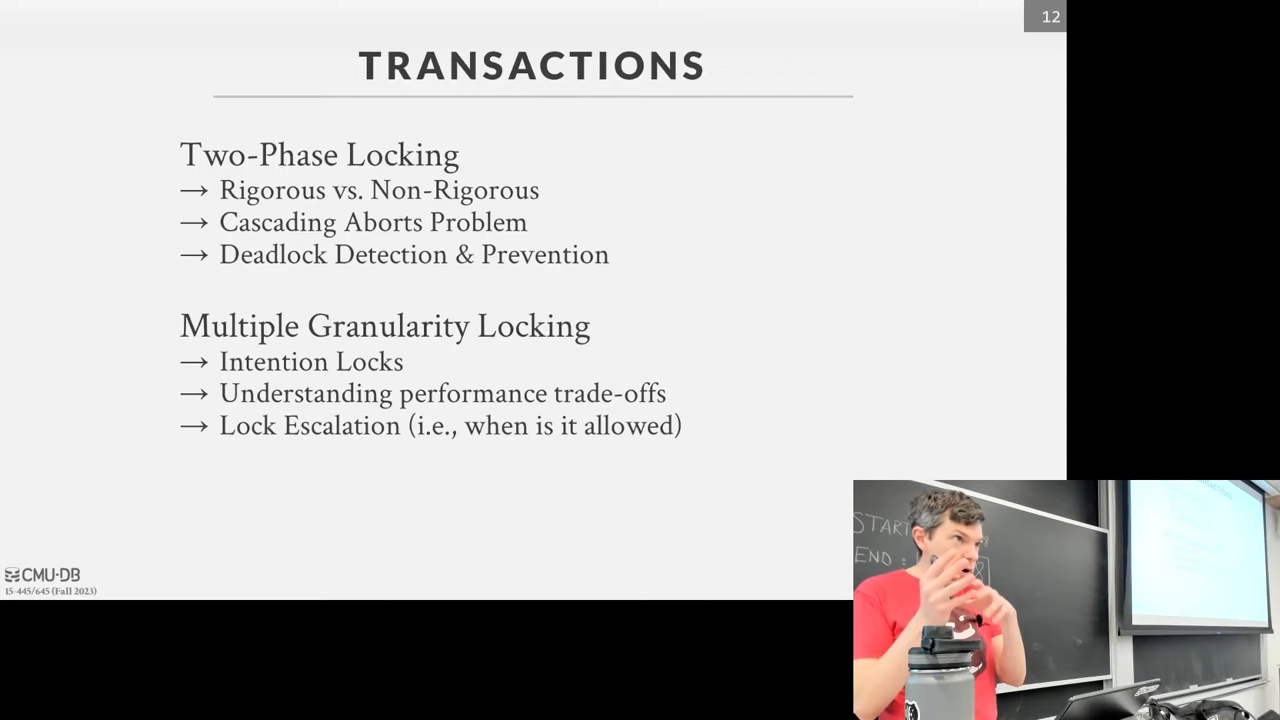 12
TRANSACTIONS
Two-Phase Locking
→ Rigorous vs. Non-Rigorous
→ Cascading Aborts Problem
→ Deadlock Detection & Prevention
Multiple Granularity Locking
→ Intention Locks
→ Understanding performance trade-offs
→ Lock Escalation (i.e., when is it allowed)
CMU·DB
15-445/645 (Fall 2023)
START
END :